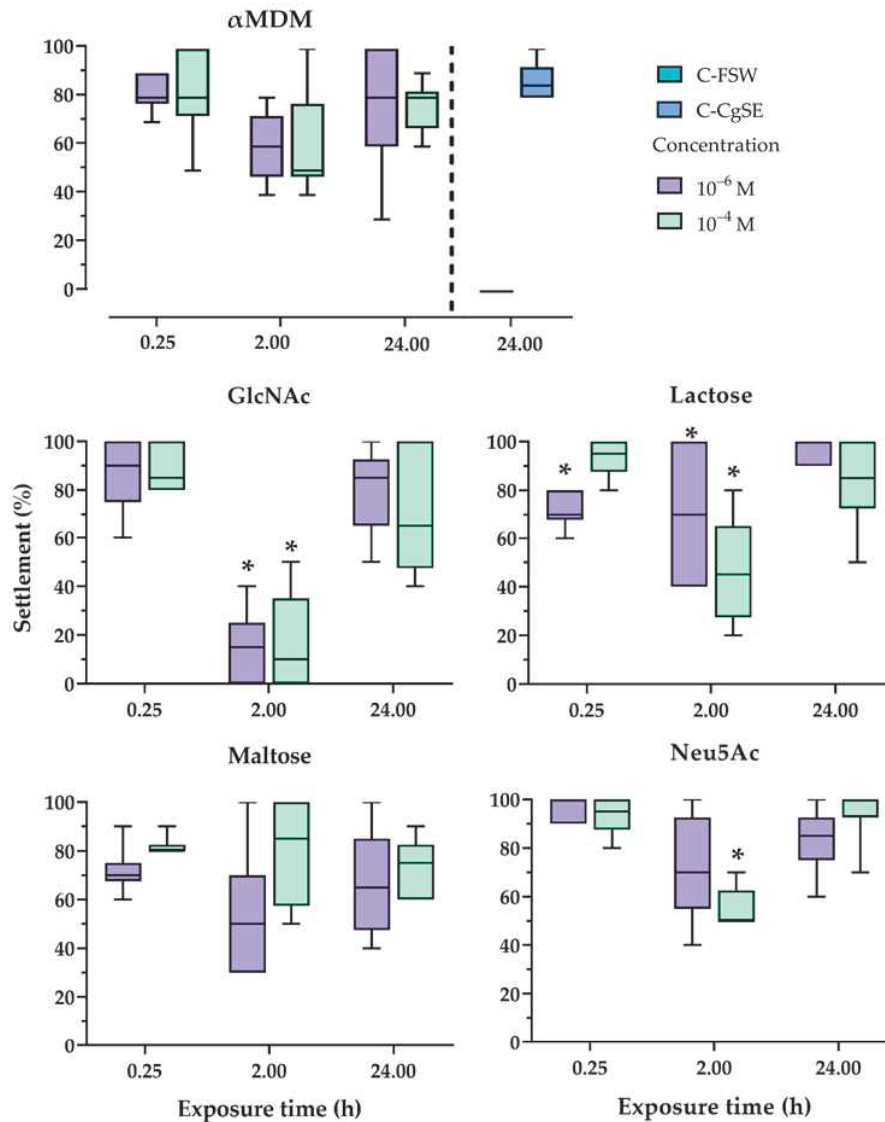 αMDM
100
80
60
40
20
0
0.25 2.00 24.00 24.00
C-FSW
C-CgSE
Concentration
10⁻⁶ M
10⁻⁴ M
Settlement (%)
GlcNAc
100
80
60
40
20
0
* *
0.25 2.00 24.00
Lactose
100
80
60
40
20
0
* * *
0.25 2.00 24.00
Maltose
100
80
60
40
20
0
0.25 2.00 24.00
Exposure time (h)
Neu5Ac
100
80
60
40
20
0
*
0.25 2.00 24.00
Exposure time (h)